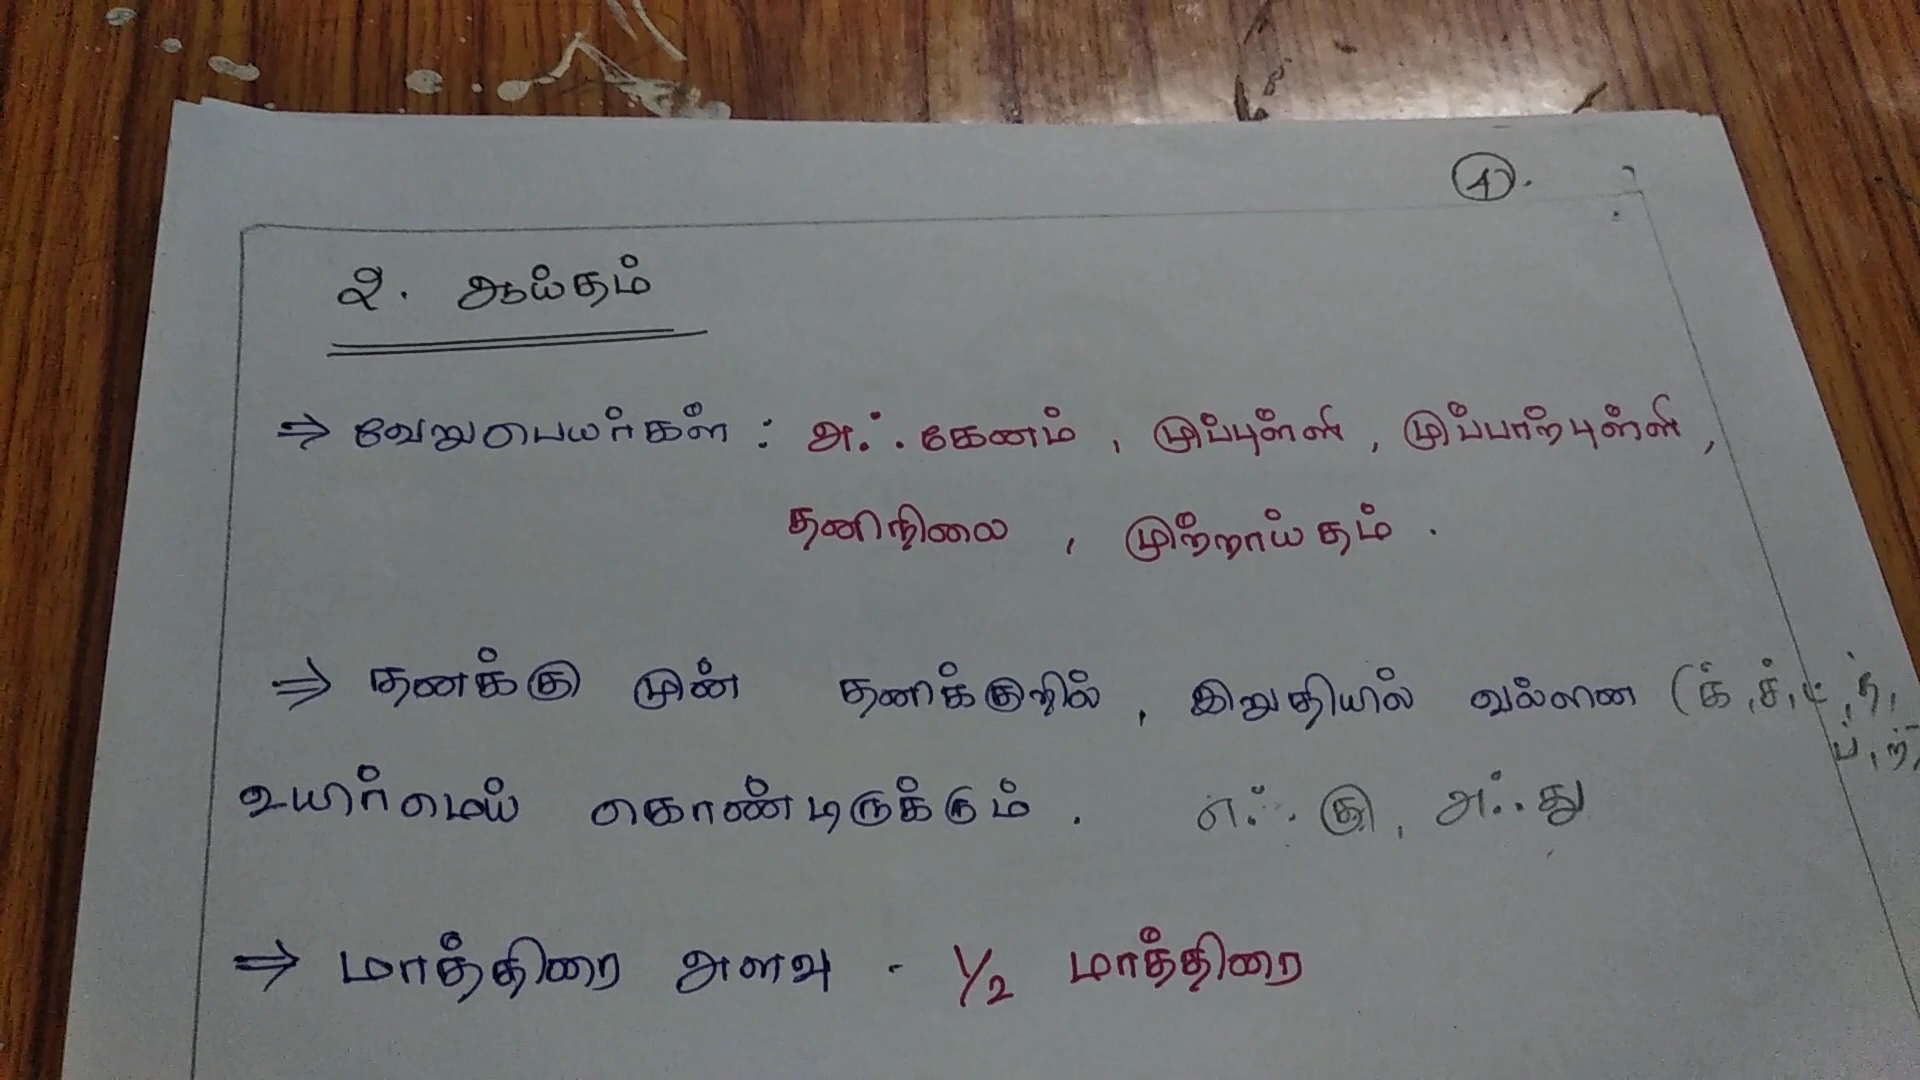 4.
2. ஆய்தம்
⇒ வேறுபெயர்கள் : அஃகேனம் , முப்புள்ளி , முப்பாற்புள்ளி ,
தனிநிலை , முற்றாய்தம் .
⇒ தனக்கு முன் தனிக்குறில் , இறுதியில் வல்லின (க் , ச் , ட் , த் ,
ப் , ற்)
உயிர்மெய் கொண்டிருக்கும் . எஃகு , அஃது
⇒ மாத்திரை அளவு - 1/2 மாத்திரை